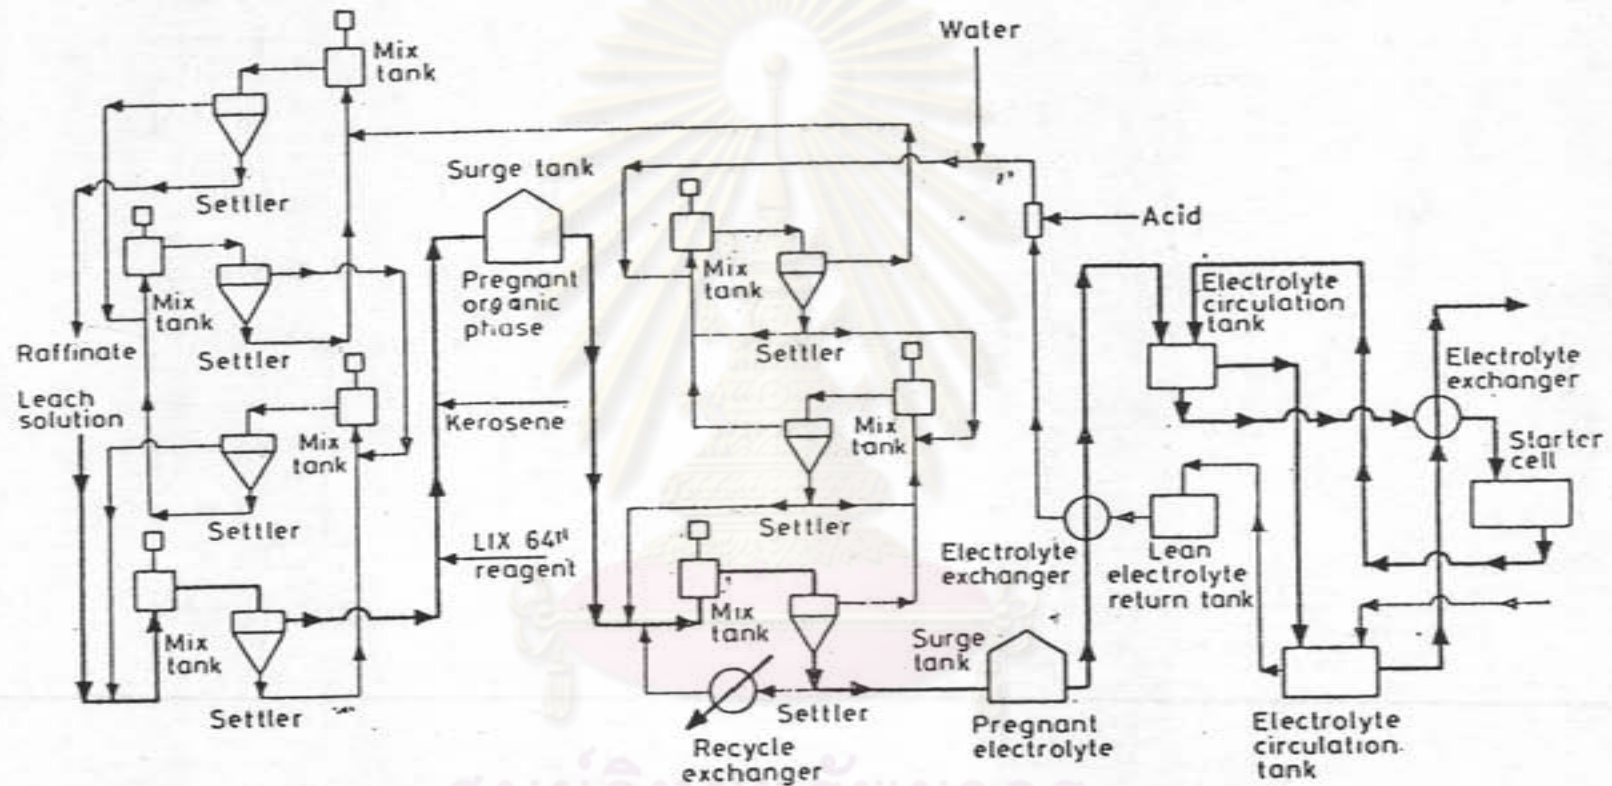 Mix
tank
Settler
Mix
tank
Settler
Raffinate
Leach
solution
Mix
tank
Settler
Mix
tank
Settler
Surge tank
Pregnant
organic
phase
Kerosene
LIX 64N
reagent
Water
Acid
Mix
tank
Settler
Mix
tank
Settler
Mix
tank
Settler
Recycle
exchanger
Surge
tank
Pregnant
electrolyte
Electrolyte
exchanger
Lean
electrolyte
return tank
Electrolyte
circulation
tank
Electrolyte
exchanger
Starter
cell
Electrolyte
circulation
tank